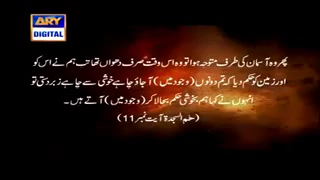 ARY
DIGITAL
پھر وہ آسمان کی طرف متوجہ ہوا تو وہ اس وقت صرف دھواں تھا تب ہم نے اس کو
اور زمین کو حکم دیا کہ تم دونوں (وجود میں) آ جاؤ چاہے خوشی سے چاہے زبردستی تو
انہوں نے کہا ہم بخوشی حکم بجا لا کر (وجود میں) آتے ہیں۔
(حٰم السجدۃ آیت نمبر 11)